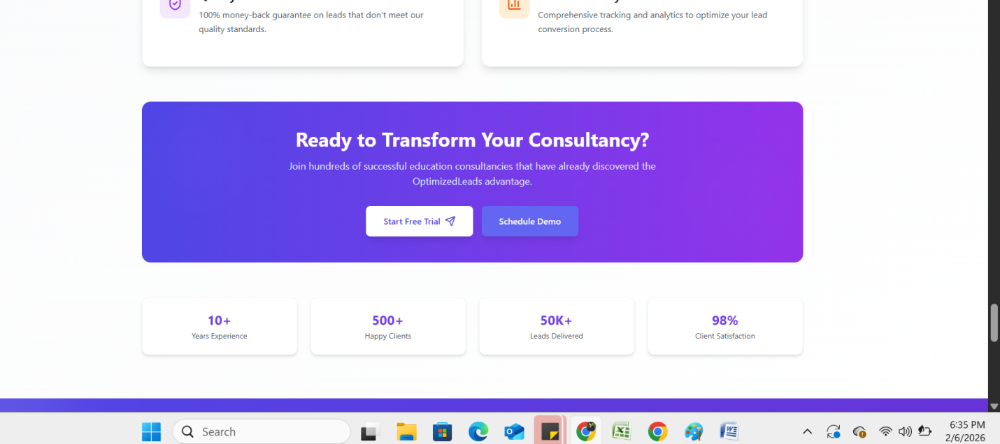 100% money-back guarantee on leads that don't meet our
quality standards.
Comprehensive tracking and analytics to optimize your lead
conversion process.
Ready to Transform Your Consultancy?
Join hundreds of successful education consultancies that have already discovered the
OptimizedLeads advantage.
Start Free Trial
Schedule Demo
10+
Years Experience
500+
Happy Clients
50K+
Leads Delivered
98%
Client Satisfaction
Search
6:35 PM
2/6/2026